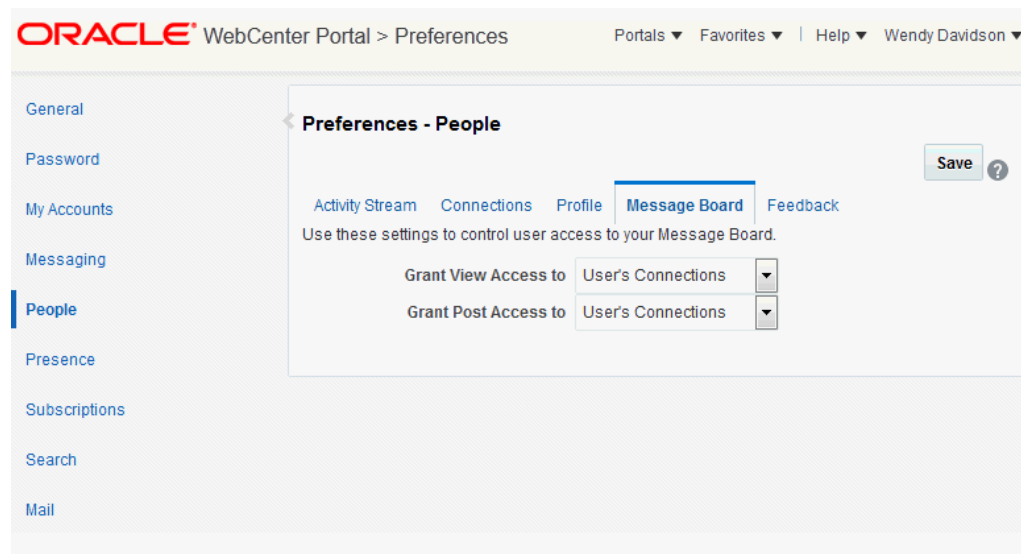 ORACLE® WebCenter Portal > Preferences Portals ▼ Favorites ▼ | Help ▼ Wendy Davidson ▼
General
Password
My Accounts
Messaging
People
Presence
Subscriptions
Search
Mail
Preferences - People
Save ?
Activity Stream Connections Profile Message Board Feedback
Use these settings to control user access to your Message Board.
Grant View Access to User's Connections
Grant Post Access to User's Connections